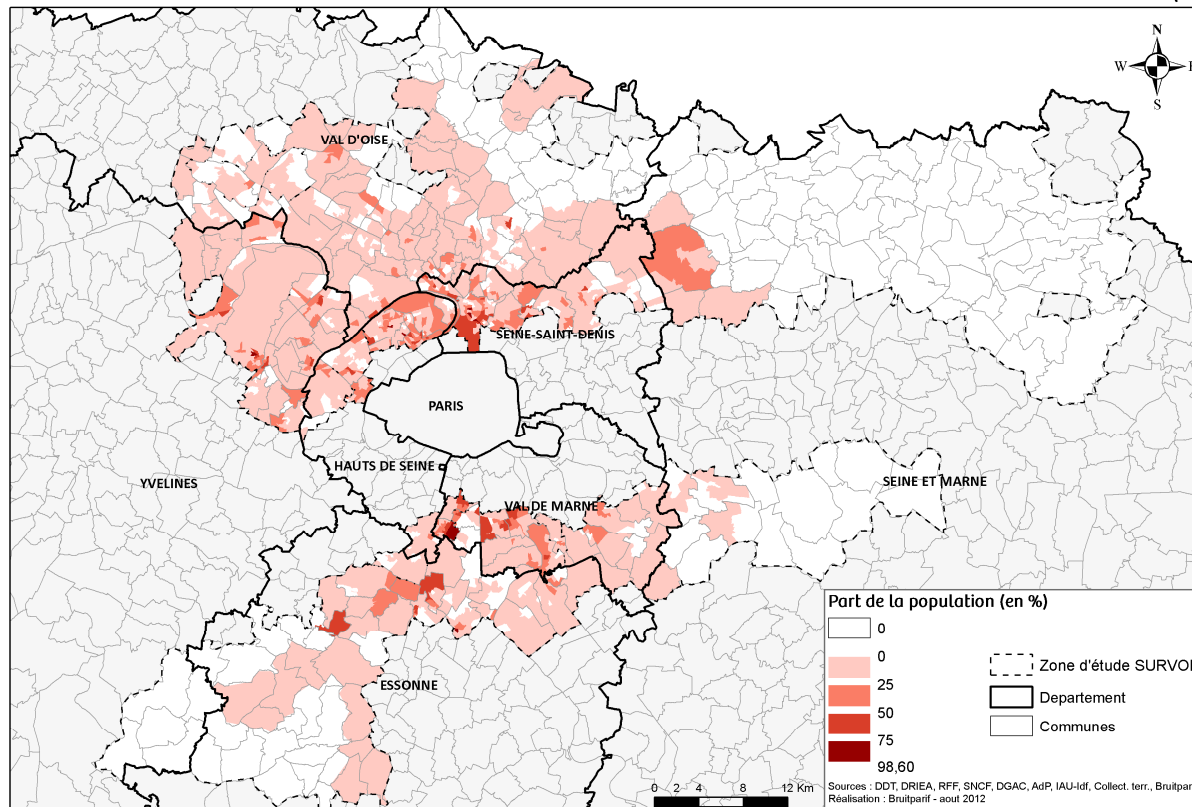 N
W
S
VAL D'OISE
SEINE-SAINT-DENIS
PARIS
HAUTS DE SEINE
YVELINES
SEINE ET MARNE
VAL DE MARNE
ESSONNE
Part de la population (en %)
0
0
25
50
75
98,60
Zone d'étude SURVOL
Departement
Communes
0 2 4 8 12 Km
Sources : DDT, DRIEA, RFF, SNCF, DGAC, AdP, IAU-Idf, Collect. terr.,
Réalisation : Bruitparif - aout 2012